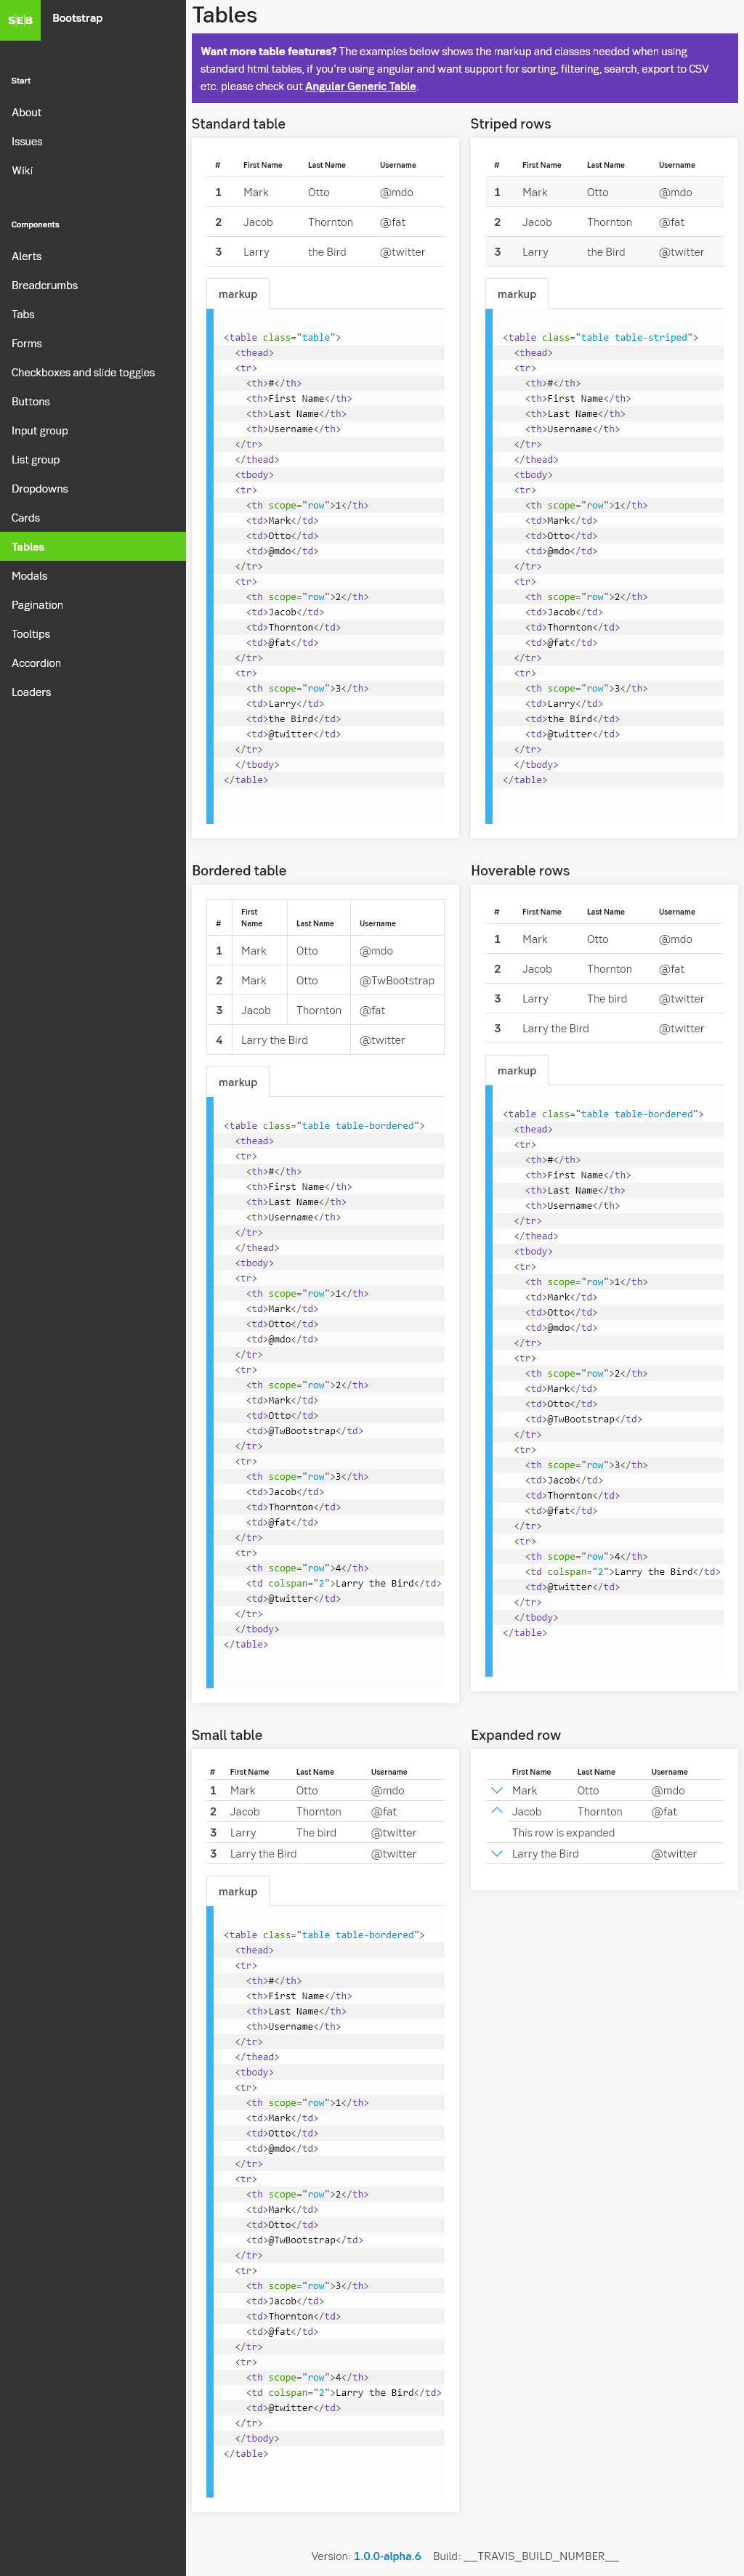 SEB
Bootstrap
Start
About
Issues
Wiki
Components
Alerts
Breadcrumbs
Tabs
Forms
Checkboxes and slide toggles
Buttons
Input group
List group
Dropdowns
Cards
Tables
Modals
Pagination
Tooltips
Accordion
Loaders
Tables
Want more table features? The examples below shows the markup and classes needed when using
standard html tables, if you're using angular and want support for sorting, filtering, search, export to CSV
etc. please check out Angular Generic Table.
Standard table
# First Name Last Name Username
1 Mark Otto @mdo
2 Jacob Thornton @fat
3 Larry the Bird @twitter
markup
<table class="table">
  <thead>
  <tr>
    <th>#</th>
    <th>First Name</th>
    <th>Last Name</th>
    <th>Username</th>
  </tr>
  </thead>
  <tbody>
  <tr>
    <th scope="row">1</th>
    <td>Mark</td>
    <td>Otto</td>
    <td>@mdo</td>
  </tr>
  <tr>
    <th scope="row">2</th>
    <td>Jacob</td>
    <td>Thornton</td>
    <td>@fat</td>
  </tr>
  <tr>
    <th scope="row">3</th>
    <td>Larry</td>
    <td>the Bird</td>
    <td>@twitter</td>
  </tr>
  </tbody>
</table>
Striped rows
# First Name Last Name Username
1 Mark Otto @mdo
2 Jacob Thornton @fat
3 Larry the Bird @twitter
markup
<table class="table table-striped">
  <thead>
  <tr>
    <th>#</th>
    <th>First Name</th>
    <th>Last Name</th>
    <th>Username</th>
  </tr>
  </thead>
  <tbody>
  <tr>
    <th scope="row">1</th>
    <td>Mark</td>
    <td>Otto</td>
    <td>@mdo</td>
  </tr>
  <tr>
    <th scope="row">2</th>
    <td>Jacob</td>
    <td>Thornton</td>
    <td>@fat</td>
  </tr>
  <tr>
    <th scope="row">3</th>
    <td>Larry</td>
    <td>the Bird</td>
    <td>@twitter</td>
  </tr>
  </tbody>
</table>
Bordered table
# First
Name Last Name Username
1 Mark Otto @mdo
2 Mark Otto @TwBootstrap
3 Jacob Thornton @fat
4 Larry the Bird @twitter
markup
<table class="table table-bordered">
  <thead>
  <tr>
    <th>#</th>
    <th>First Name</th>
    <th>Last Name</th>
    <th>Username</th>
  </tr>
  </thead>
  <tbody>
  <tr>
    <th scope="row">1</th>
    <td>Mark</td>
    <td>Otto</td>
    <td>@mdo</td>
  </tr>
  <tr>
    <th scope="row">2</th>
    <td>Mark</td>
    <td>Otto</td>
    <td>@TwBootstrap</td>
  </tr>
  <tr>
    <th scope="row">3</th>
    <td>Jacob</td>
    <td>Thornton</td>
    <td>@fat</td>
  </tr>
  <tr>
    <th scope="row">4</th>
    <td colspan="2">Larry the Bird</td>
    <td>@twitter</td>
  </tr>
  </tbody>
</table>
Hoverable rows
# First Name Last Name Username
1 Mark Otto @mdo
2 Jacob Thornton @fat
3 Larry The bird @twitter
3 Larry the Bird @twitter
markup
<table class="table table-bordered">
  <thead>
  <tr>
    <th>#</th>
    <th>First Name</th>
    <th>Last Name</th>
    <th>Username</th>
  </tr>
  </thead>
  <tbody>
  <tr>
    <th scope="row">1</th>
    <td>Mark</td>
    <td>Otto</td>
    <td>@mdo</td>
  </tr>
  <tr>
    <th scope="row">2</th>
    <td>Mark</td>
    <td>Otto</td>
    <td>@TwBootstrap</td>
  </tr>
  <tr>
    <th scope="row">3</th>
    <td>Jacob</td>
    <td>Thornton</td>
    <td>@fat</td>
  </tr>
  <tr>
    <th scope="row">4</th>
    <td colspan="2">Larry the Bird</td>
    <td>@twitter</td>
  </tr>
  </tbody>
</table>
Small table
# First Name Last Name Username
1 Mark Otto @mdo
2 Jacob Thornton @fat
3 Larry The bird @twitter
3 Larry the Bird @twitter
markup
<table class="table table-bordered">
  <thead>
  <tr>
    <th>#</th>
    <th>First Name</th>
    <th>Last Name</th>
    <th>Username</th>
  </tr>
  </thead>
  <tbody>
  <tr>
    <th scope="row">1</th>
    <td>Mark</td>
    <td>Otto</td>
    <td>@mdo</td>
  </tr>
  <tr>
    <th scope="row">2</th>
    <td>Mark</td>
    <td>Otto</td>
    <td>@TwBootstrap</td>
  </tr>
  <tr>
    <th scope="row">3</th>
    <td>Jacob</td>
    <td>Thornton</td>
    <td>@fat</td>
  </tr>
  <tr>
    <th scope="row">4</th>
    <td colspan="2">Larry the Bird</td>
    <td>@twitter</td>
  </tr>
  </tbody>
</table>
Expanded row
First Name Last Name Username
Mark Otto @mdo
Jacob Thornton @fat
This row is expanded
Larry the Bird @twitter
Version: 1.0.0-alpha.6 Build: __TRAVIS_BUILD_NUMBER__